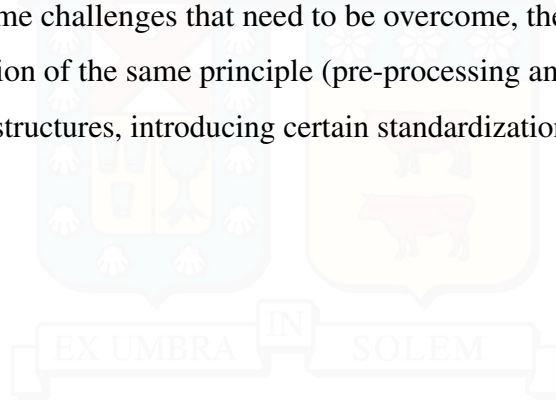 me challenges that need to be overcome, the
ion of the same principle (pre-processing an
structures, introducing certain standardization
IN
EX UMBRA SOLEM